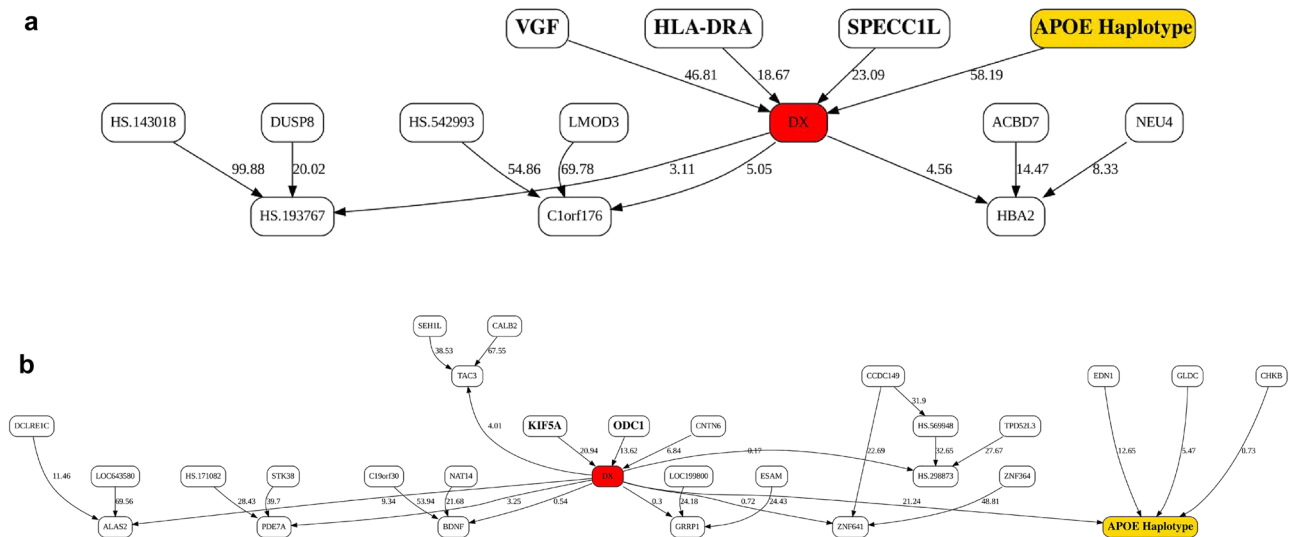 a
VGF
HLA-DRA
SPECC1L
APOE Haplotype
46.81
18.67
23.09
58.19
HS.143018
DUSP8
HS.542993
LMOD3
DX
ACBD7
NEU4
99.88
20.02
54.86
69.78
3.11
5.05
4.56
14.47
8.33
HS.193767
C1orf176
HBA2
b
SEH1L
CALB2
38.53
67.55
TAC3
CCDC149
EDN1
GLDC
CHKB
31.9
DCLRE1C
4.01
KIF5A
ODC1
CNTN6
HS.569948
TPD52L3
20.94
13.62
6.84
0.17
22.69
32.65
27.67
12.65
5.47
0.73
11.46
LOC643580
HS.171082
STK38
C19orf30
NAT14
DX
LOC199800
ESAM
HS.298873
ZNF364
69.56
28.43
39.7
53.94
21.68
9.34
3.25
0.54
0.3
24.18
24.43
0.72
21.24
48.81
ALAS2
PDE7A
BDNF
GRRP1
ZNF641
APOE Haplotype